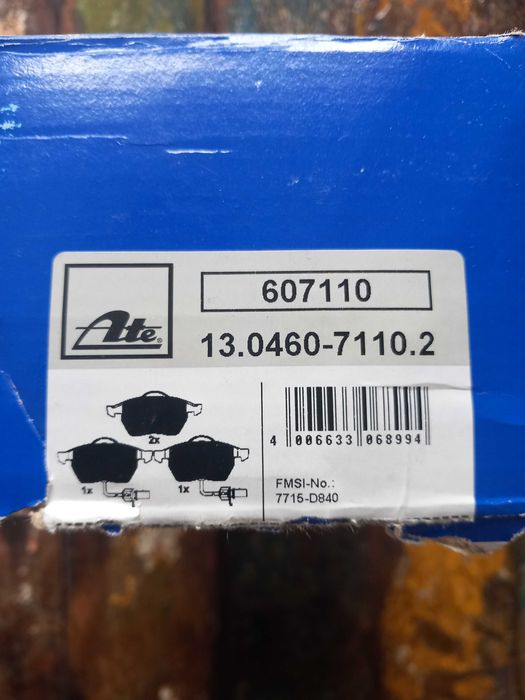 Ate®
607110
13.0460-7110.2
2x
1x
1x
4 006633 068994
FMSI-No.:
7715-D840